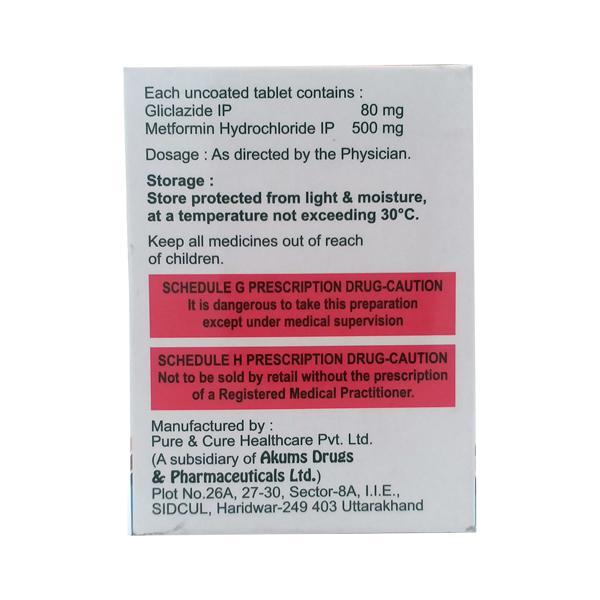 Each uncoated tablet contains :
Gliclazide IP 80 mg
Metformin Hydrochloride IP 500 mg
Dosage : As directed by the Physician.
Storage :
Store protected from light & moisture,
at a temperature not exceeding 30°C.
Keep all medicines out of reach
of children.
SCHEDULE G PRESCRIPTION DRUG-CAUTION
It is dangerous to take this preparation
except under medical supervision
SCHEDULE H PRESCRIPTION DRUG-CAUTION
Not to be sold by retail without the prescription
of a Registered Medical Practitioner.
Manufactured by :
Pure & Cure Healthcare Pvt. Ltd.
(A subsidiary of Akums Drugs
& Pharmaceuticals Ltd.)
Plot No.26A, 27-30, Sector-8A, I.I.E.,
SIDCUL, Haridwar-249 403 Uttarakhand